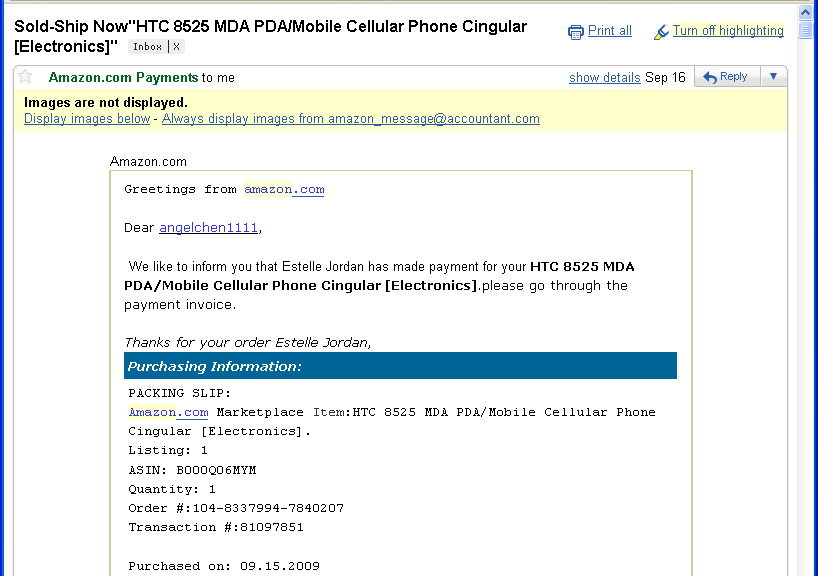 Sold-Ship Now"HTC 8525 MDA PDA/Mobile Cellular Phone Cingular
[Electronics]" Inbox | X
Print all
Turn off highlighting
Amazon.com Payments to me
show details Sep 16
Reply
Images are not displayed.
Display images below - Always display images from amazon_message@accountant.com
Amazon.com
Greetings from amazon.com
Dear angelchen1111,
We like to inform you that Estelle Jordan has made payment for your HTC 8525 MDA
PDA/Mobile Cellular Phone Cingular [Electronics].please go through the
payment invoice.
Thanks for your order Estelle Jordan,
Purchasing Information:
PACKING SLIP:
Amazon.com Marketplace Item:HTC 8525 MDA PDA/Mobile Cellular Phone
Cingular [Electronics].
Listing: 1
ASIN: B000Q06MYM
Quantity: 1
Order #:104-8337994-7840207
Transaction #:81097851
Purchased on: 09.15.2009